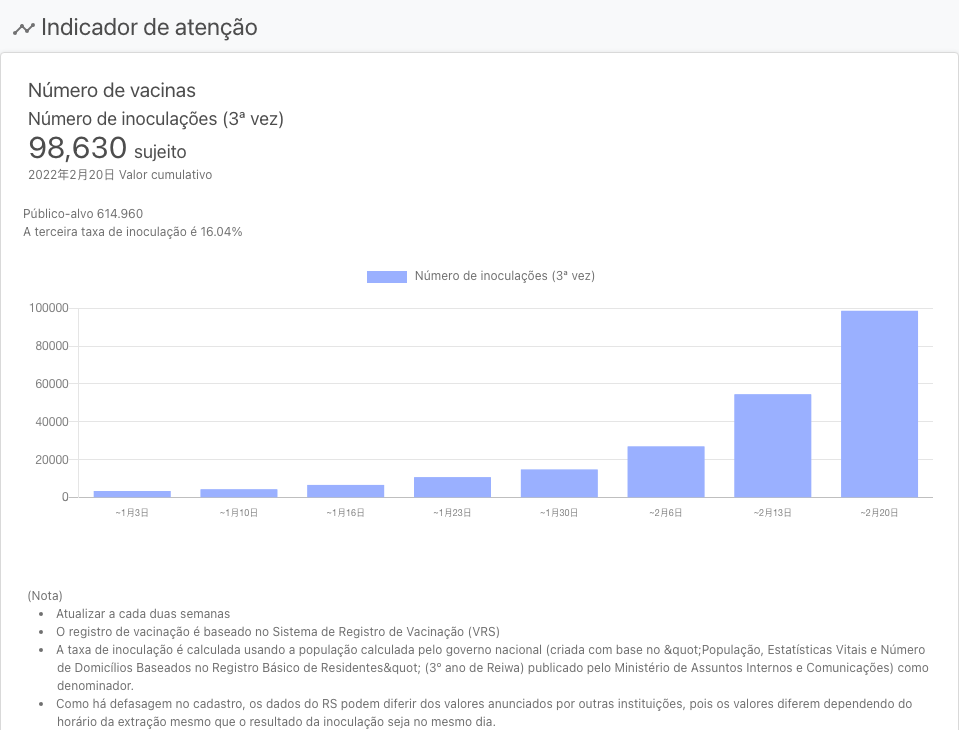 Indicador de atenção
Número de vacinas
Número de inoculações (3ª vez)
98,630 sujeito
2022年2月20日 Valor cumulativo
Público-alvo 614.960
A terceira taxa de inoculação é 16.04%
Número de inoculações (3ª vez)
100000
80000
60000
40000
20000
0
~1月3日
~1月10日
~1月16日
~1月23日
~1月30日
~2月6日
~2月13日
~2月20日
(Nota)
• Atualizar a cada duas semanas
• O registro de vacinação é baseado no Sistema de Registro de Vacinação (VRS)
• A taxa de inoculação é calculada usando a população calculada pelo governo nacional (criada com base no &quot;População, Estatísticas Vitais e Número
de Domicílios Baseados no Registro Básico de Residentes&quot; (3º ano de Reiwa) publicado pelo Ministério de Assuntos Internos e Comunicações) como
denominador.
• Como há defasagem no cadastro, os dados do RS podem diferir dos valores anunciados por outras instituições, pois os valores diferem dependendo do
horário da extração mesmo que o resultado da inoculação seja no mesmo dia.